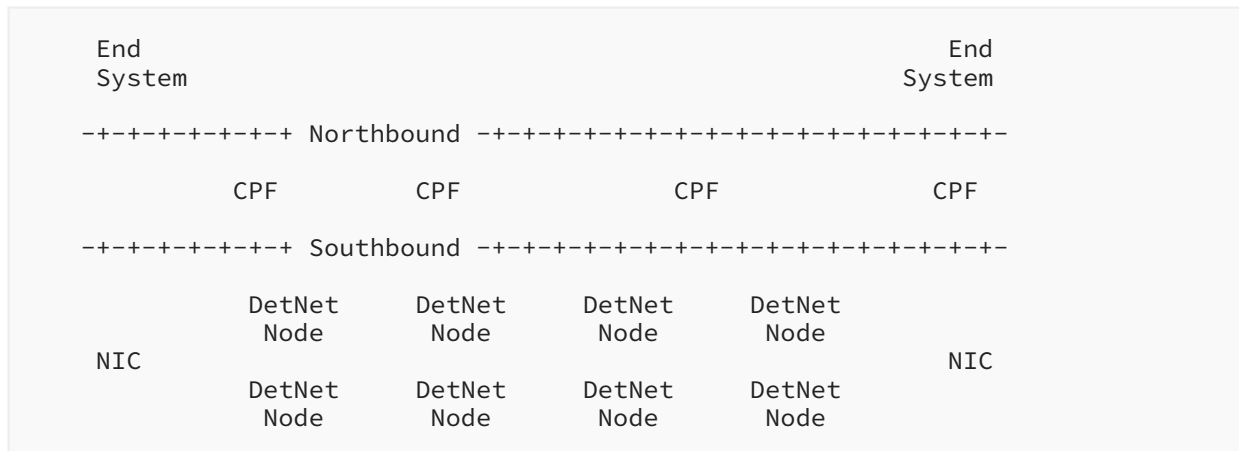 End                                                     End
System                                               System
-+-+-+-+-+-+-+ Northbound -+-+-+-+-+-+-+-+-+-+-+-+-+-+-+-+-+-
CPF         CPF              CPF              CPF
-+-+-+-+-+-+-+ Southbound -+-+-+-+-+-+-+-+-+-+-+-+-+-+-+-+-+-
DetNet     DetNet     DetNet     DetNet
Node       Node       Node       Node
NIC                                                     NIC
DetNet     DetNet     DetNet     DetNet
Node       Node       Node       Node